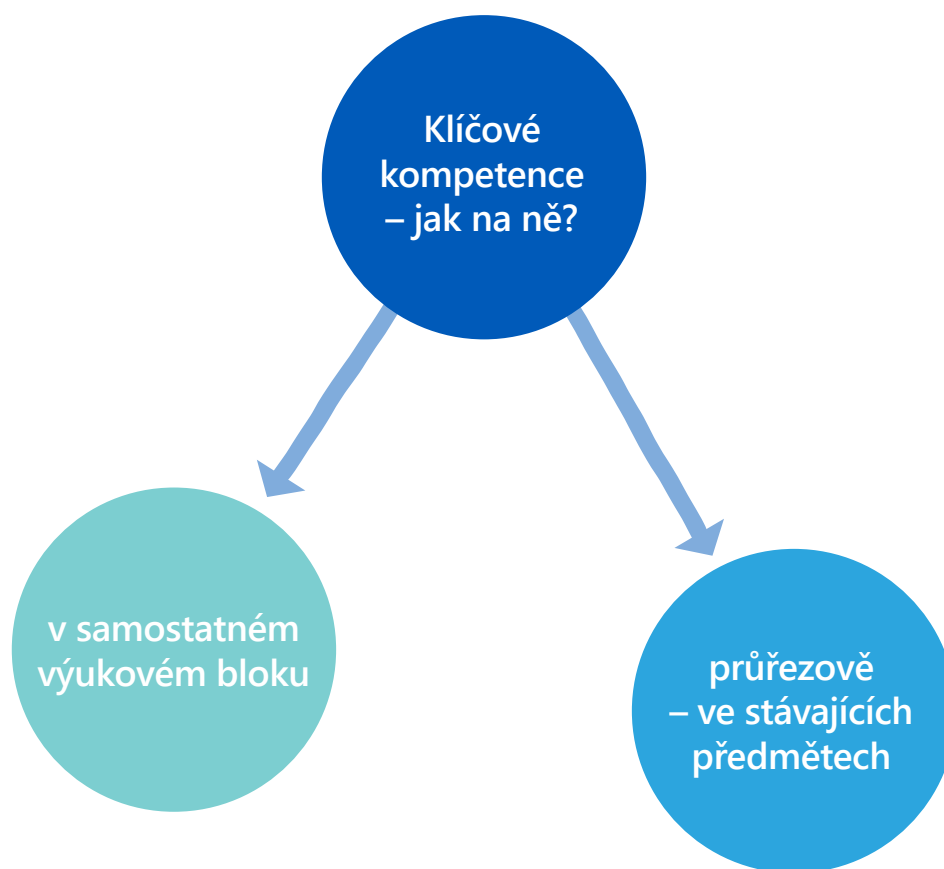 Klíčové
kompetence
– jak na ně?
v samostatném
výukovém bloku
průřezově
– ve stávajících
předmětech